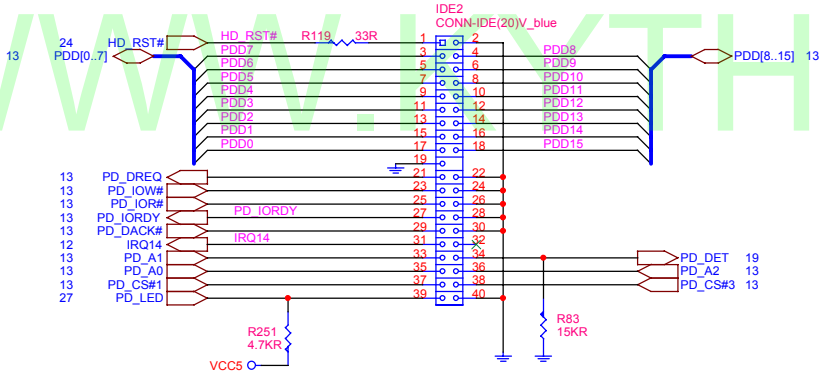 IDE2
CONN-IDE(20)V_blue
24 HD_RST# HD_RST# R119 33R 1 2
13 PDD[0..7] PDD7 3 4 PDD8 PDD[8..15] 13
PDD6 5 6 PDD9
PDD5 7 8 PDD10
PDD4 9 10 PDD11
PDD3 11 12 PDD12
PDD2 13 14 PDD13
PDD1 15 16 PDD14
PDD0 17 18 PDD15
19
13 PD_DREQ 21 22
13 PD_IOW# 23 24
13 PD_IOR# 25 26
13 PD_IORDY PD_IORDY 27 28
13 PD_DACK# 29 30
12 IRQ14 IRQ14 31 32
13 PD_A1 33 34 PD_DET 19
13 PD_A0 35 36 PD_A2 13
13 PD_CS#1 37 38 PD_CS#3 13
27 PD_LED 39 40
R251
4.7KR
R83
15KR
VCC5
WWW.KYTH